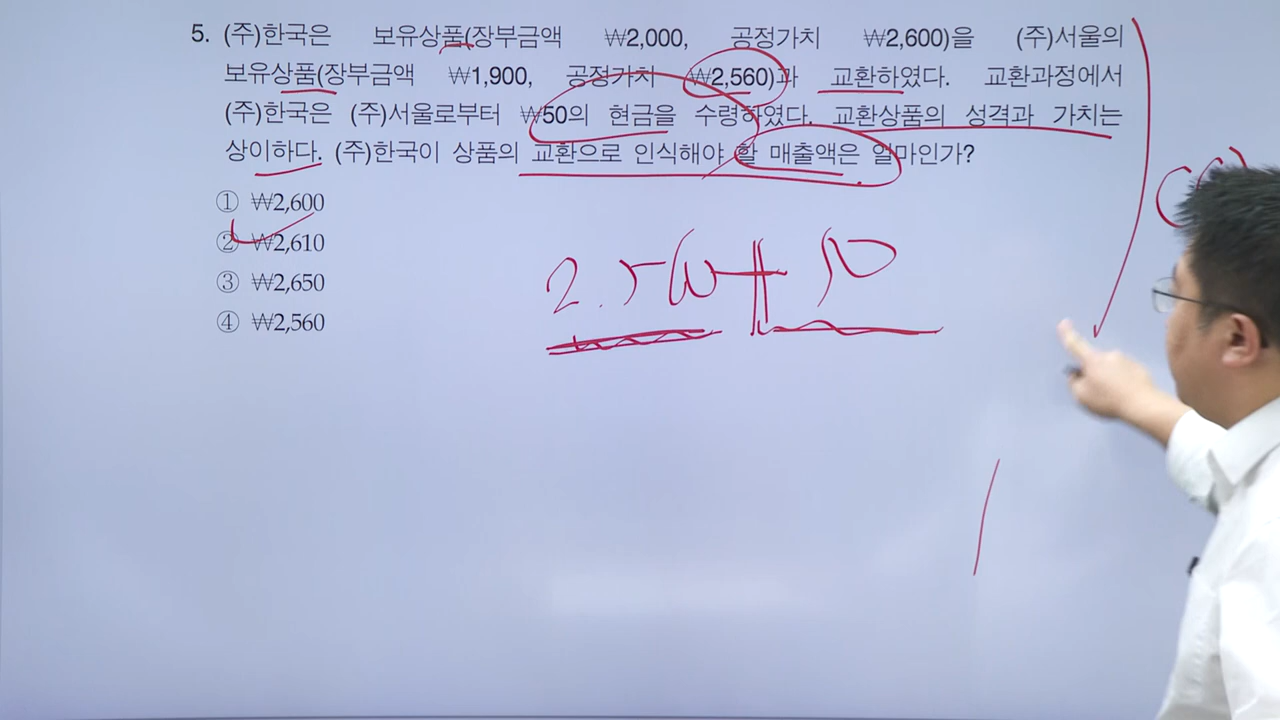 5. (주)한국은 보유상품(장부금액 ₩2,000, 공정가치 ₩2,600)을 (주)서울의
보유상품(장부금액 ₩1,900, 공정가치 ₩2,560)과 교환하였다. 교환과정에서
(주)한국은 (주)서울로부터 ₩50의 현금을 수령하였다. 교환상품의 성격과 가치는
상이하다. (주)한국이 상품의 교환으로 인식해야 할 매출액은 얼마인가?
① ₩2,600
② ₩2,610
③ ₩2,650
④ ₩2,560
2.560 + 50